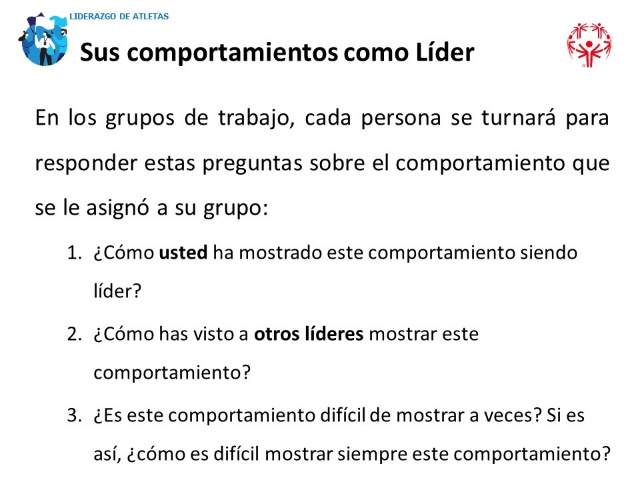 LIDERAZGO DE ATLETAS
Sus comportamientos como Líder
En los grupos de trabajo, cada persona se turnará para
responder estas preguntas sobre el comportamiento que
se le asignó a su grupo:
1. ¿Cómo usted ha mostrado este comportamiento siendo
líder?
2. ¿Cómo has visto a otros líderes mostrar este
comportamiento?
3. ¿Es este comportamiento difícil de mostrar a veces? Si es
así, ¿cómo es difícil mostrar siempre este comportamiento?